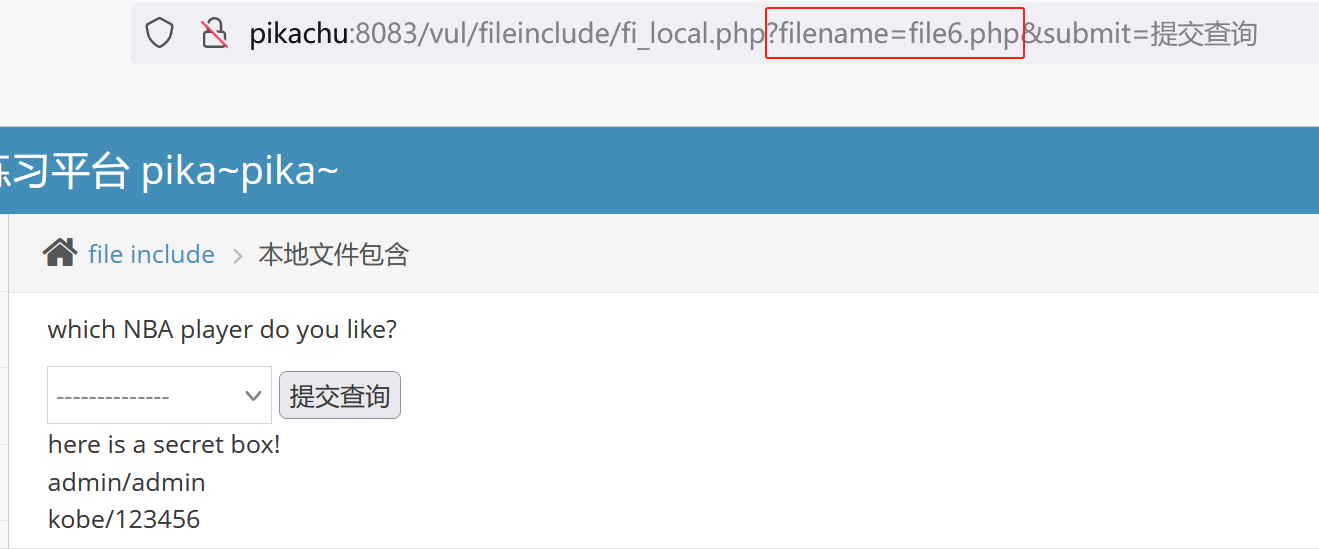 pikachu:8083/vul/fileinclude/fi_local.php?filename=file6.php&submit=提交查询
练习平台 pika~pika~
file include > 本地文件包含
which NBA player do you like?
--------------
提交查询
here is a secret box!
admin/admin
kobe/123456